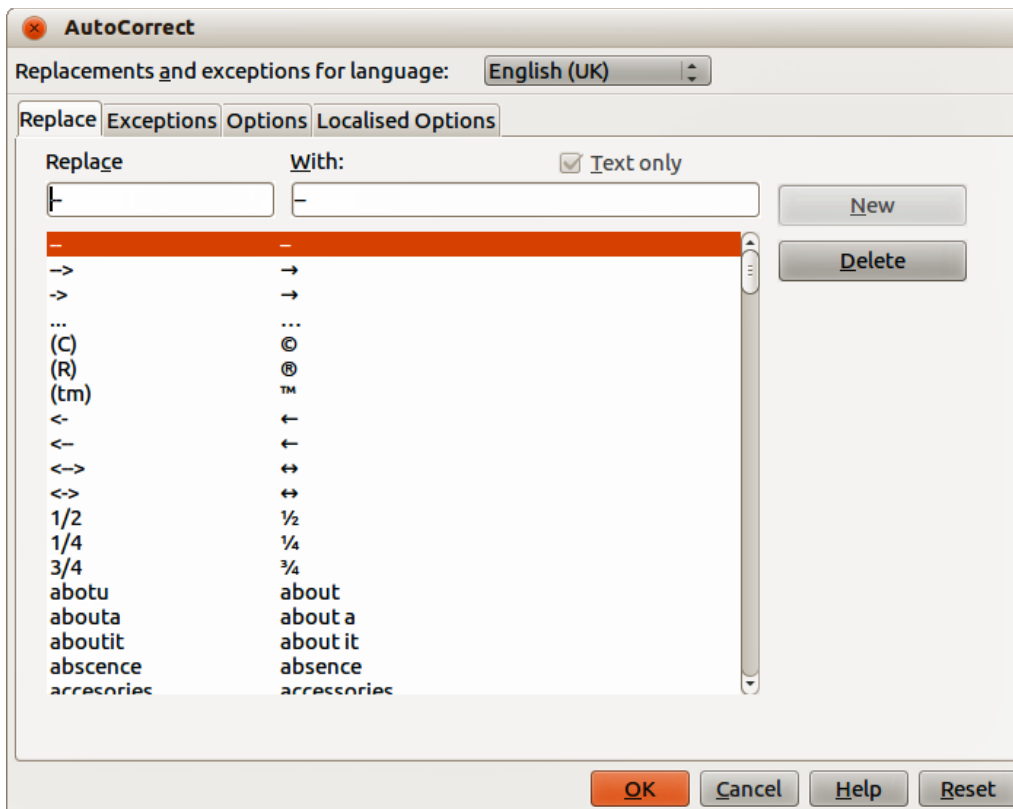 AutoCorrect
Replacements and exceptions for language: English (UK)
Replace Exceptions Options Localised Options
Replace With: Text only
– – New
– – Delete
–> →
-> →
... …
(C) ©
(R) ®
(tm) ™
<- ←
<– ←
<–> ↔
<-> ↔
1/2 ½
1/4 ¼
3/4 ¾
abotu about
abouta about a
aboutit about it
abscence absence
accesories accessories
OK Cancel Help Reset